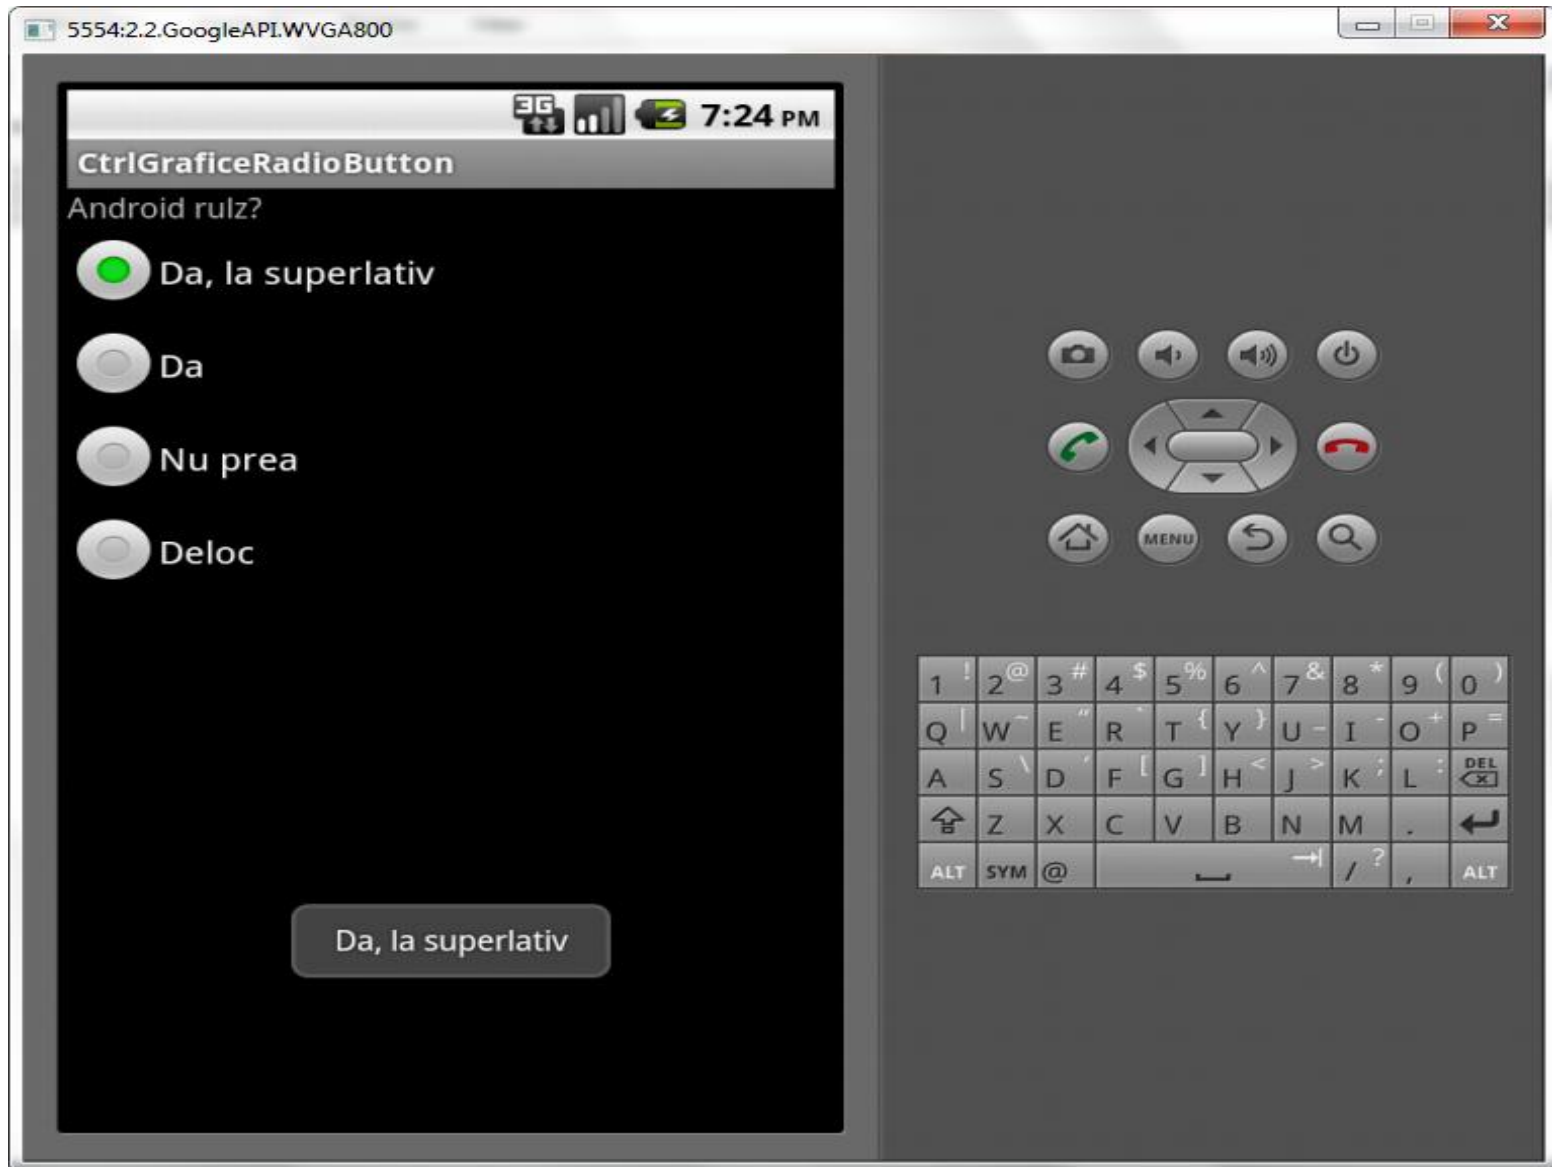 5554:2.2.GoogleAPI.WVGA800
3G 7:24 PM
CtrlGraficeRadioButton
Android rulz?
Da, la superlativ
Da
Nu prea
Deloc
Da, la superlativ
MENU
1 ! 2 @ 3 # 4 $ 5 % 6 ^ 7 & 8 * 9 ( 0 )
Q | W ~ E " R ` T { Y } U _ I - O + P =
A S \ D ' F [ G ] H < J > K ; L : DEL
Z X C V B N M .
ALT SYM @ / ? , ALT